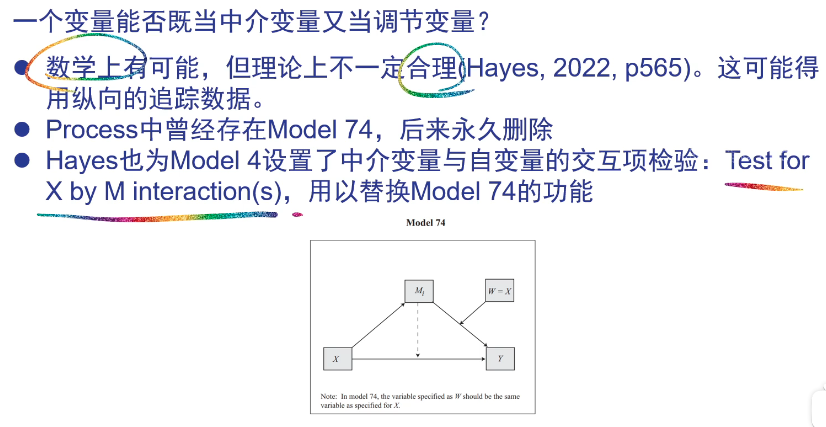 一个变量能否既当中介变量又当调节变量？
● 数学上有可能，但理论上不一定合理(Hayes, 2022, p565)。这可能得
用纵向的追踪数据。
● Process中曾经存在Model 74，后来永久删除
● Hayes也为Model 4设置了中介变量与自变量的交互项检验：Test for
X by M interaction(s)，用以替换Model 74的功能
Model 74
Mj
W = X
X
Y
Note: In model 74, the variable specified as W should be the same
variable as specified for X.